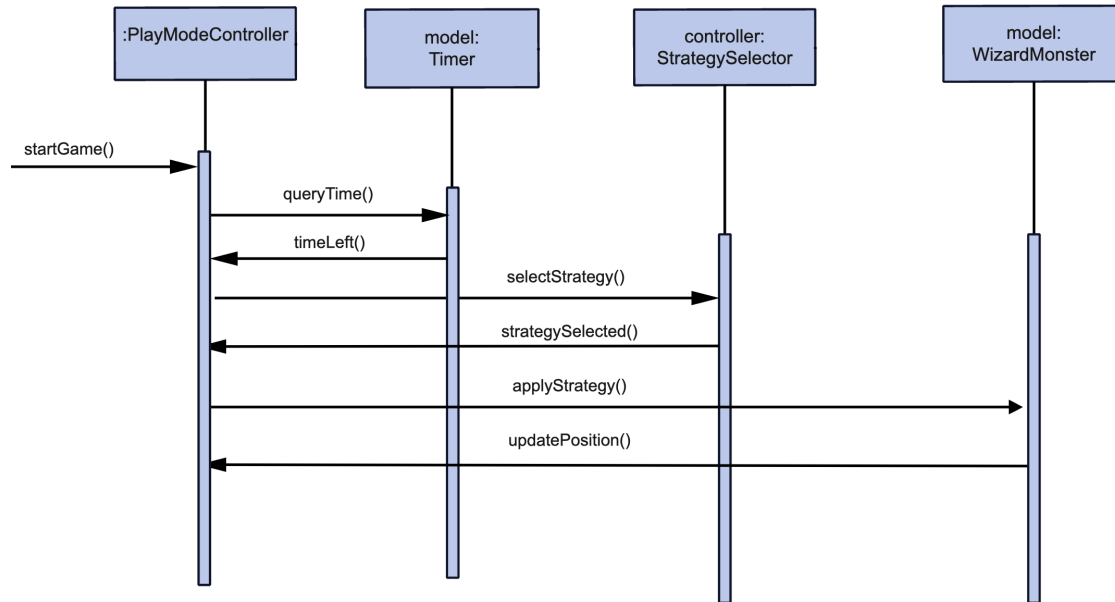 :PlayModeController
model:
Timer
controller:
StrategySelector
model:
WizardMonster
startGame()
queryTime()
timeLeft()
selectStrategy()
strategySelected()
applyStrategy()
updatePosition()